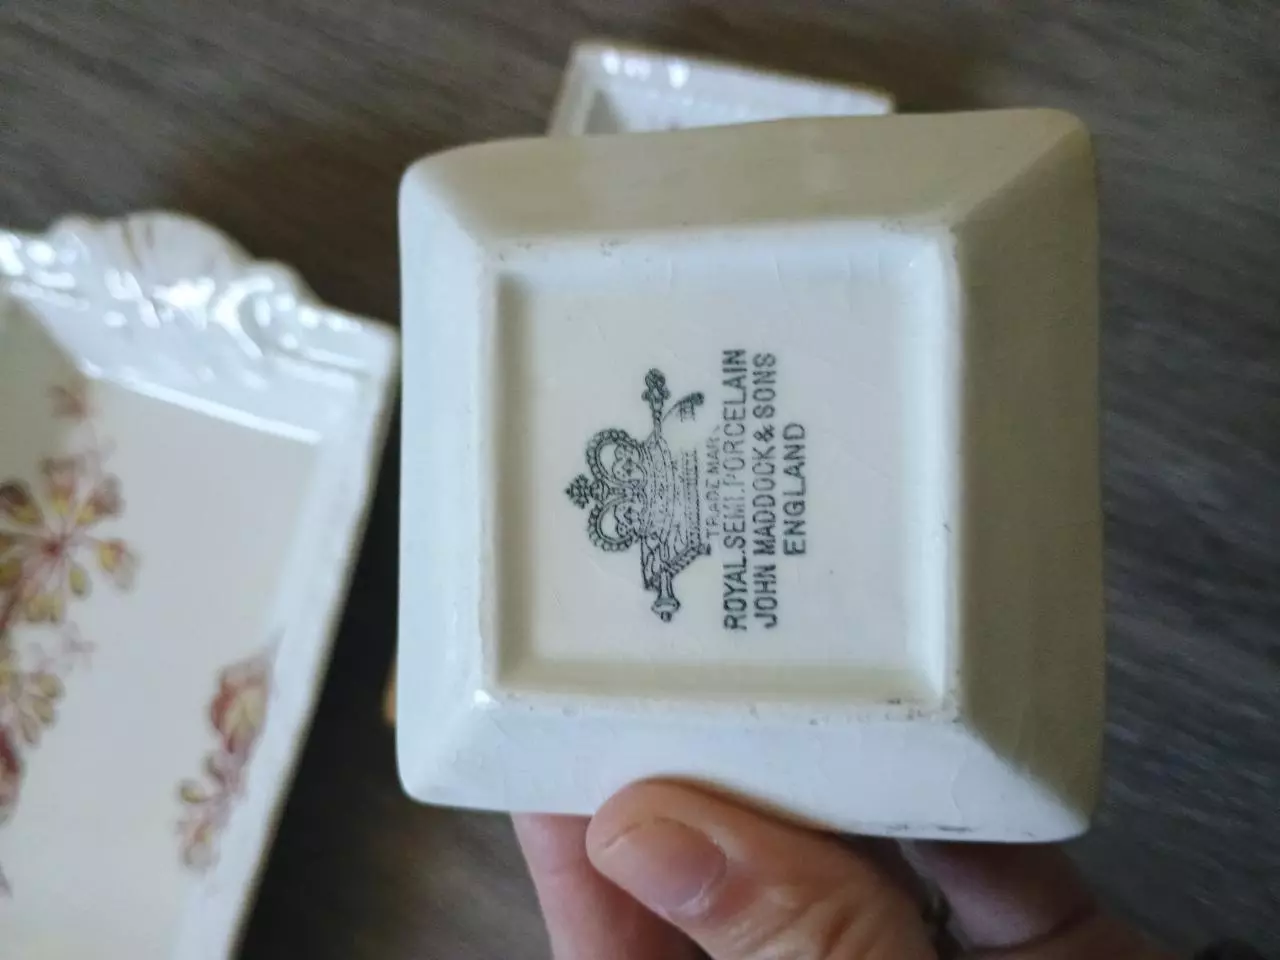 TRADE MARK
ROYAL.SEMI.PORCELAIN
JOHN MADDOCK & SONS
ENGLAND